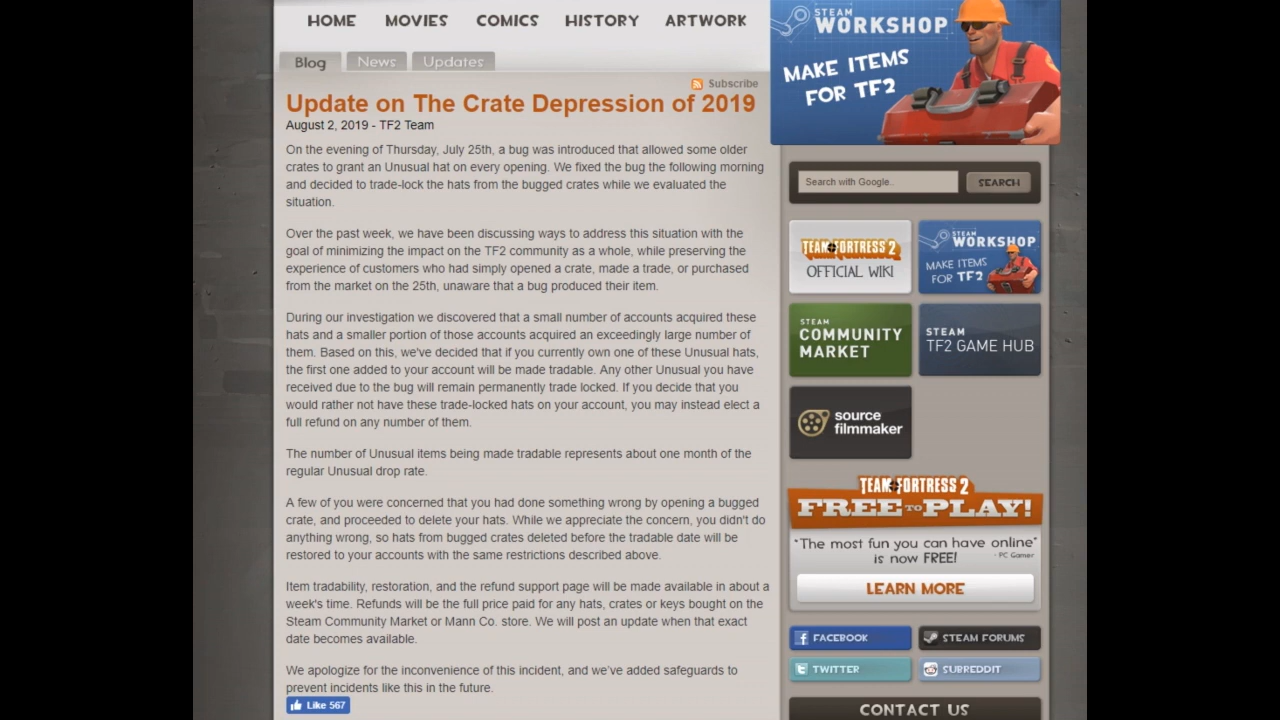 HOME MOVIES COMICS HISTORY ARTWORK
Blog News Updates
Subscribe
Update on The Crate Depression of 2019
August 2, 2019 - TF2 Team
On the evening of Thursday, July 25th, a bug was introduced that allowed some older
crates to grant an Unusual hat on every opening. We fixed the bug the following morning
and decided to trade-lock the hats from the bugged crates while we evaluated the
situation.
Over the past week, we have been discussing ways to address this situation with the
goal of minimizing the impact on the TF2 community as a whole, while preserving the
experience of customers who had simply opened a crate, made a trade, or purchased
from the market on the 25th, unaware that a bug produced their item.
During our investigation we discovered that a small number of accounts acquired these
hats and a smaller portion of those accounts acquired an exceedingly large number of
them. Based on this, we've decided that if you currently own one of these Unusual hats,
the first one added to your account will be made tradable. Any other Unusual you have
received due to the bug will remain permanently trade locked. If you decide that you
would rather not have these trade-locked hats on your account, you may instead elect a
full refund on any number of them.
The number of Unusual items being made tradable represents about one month of the
regular Unusual drop rate.
A few of you were concerned that you had done something wrong by opening a bugged
crate, and proceeded to delete your hats. While we appreciate the concern, you didn't do
anything wrong, so hats from bugged crates deleted before the tradable date will be
restored to your accounts with the same restrictions described above.
Item tradability, restoration, and the refund support page will be made available in about a
week's time. Refunds will be the full price paid for any hats, crates or keys bought on the
Steam Community Market or Mann Co. store. We will post an update when that exact
date becomes available.
We apologize for the inconvenience of this incident, and we've added safeguards to
prevent incidents like this in the future.
Like 567
STEAM
WORKSHOP
MAKE ITEMS
FOR TF2
Search with Google..
SEARCH
TEAM FORTRESS 2
OFFICIAL WIKI
STEAM
WORKSHOP
MAKE ITEMS
FOR TF2
STEAM
COMMUNITY
MARKET
STEAM
TF2 GAME HUB
source
filmmaker
TEAM FORTRESS 2
FREE TO PLAY!
"The most fun you can have online"
- PC Gamer
is now FREE!
LEARN MORE
FACEBOOK
STEAM FORUMS
TWITTER
SUBREDDIT
CONTACT US